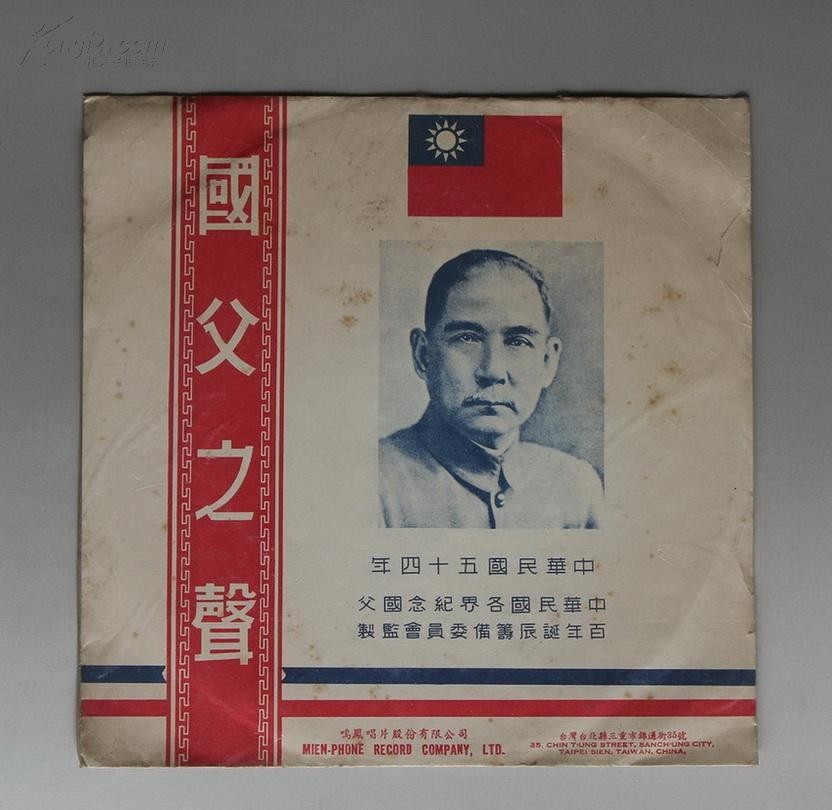 國父之聲
中華民國五十四年
中華民國各界紀念國父
百年誕辰籌備委員會監製
鳴鳳唱片股份有限公司
MIEN-PHONE RECORD COMPANY, LTD.
台灣台北縣三重市錦通街35號
35, CHIN T'UNG STREET, SANCH'UNG CITY,
TAIPEI SIEN, TAIWAN, CHINA,